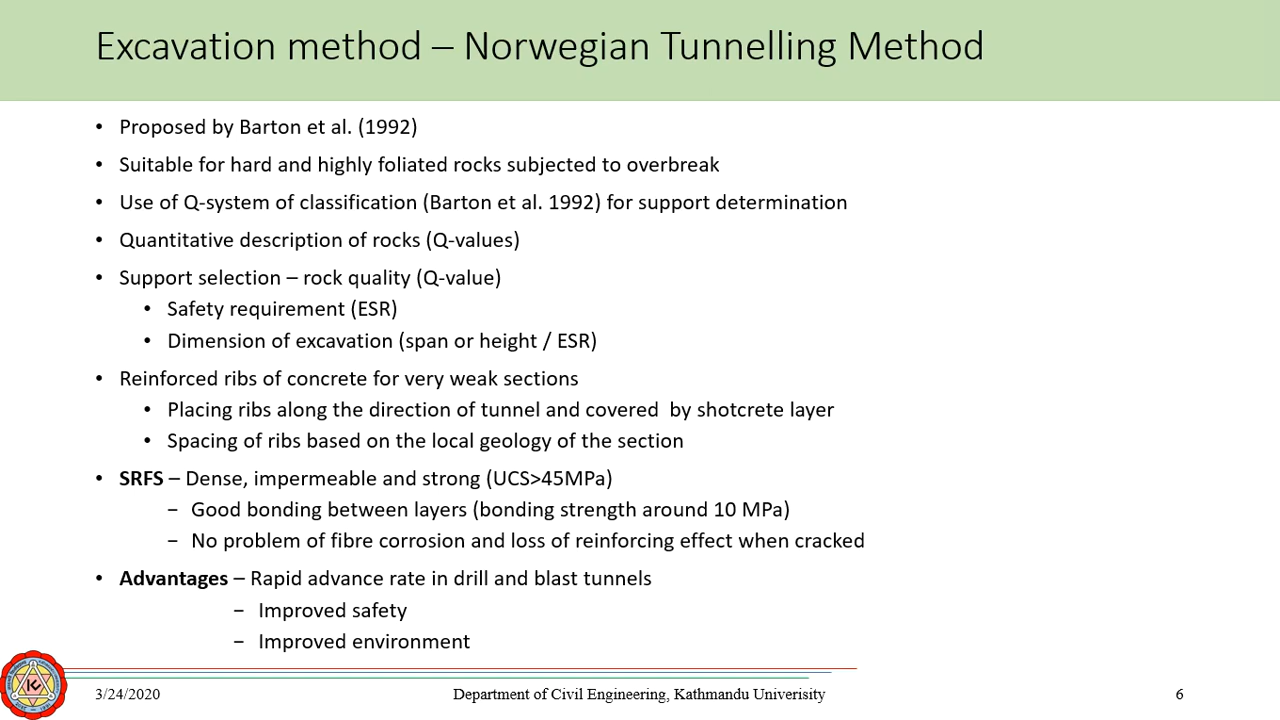 Excavation method – Norwegian Tunnelling Method
• Proposed by Barton et al. (1992)
• Suitable for hard and highly foliated rocks subjected to overbreak
• Use of Q-system of classification (Barton et al. 1992) for support determination
• Quantitative description of rocks (Q-values)
• Support selection – rock quality (Q-value)
• Safety requirement (ESR)
• Dimension of excavation (span or height / ESR)
• Reinforced ribs of concrete for very weak sections
• Placing ribs along the direction of tunnel and covered by shotcrete layer
• Spacing of ribs based on the local geology of the section
• SRFS – Dense, impermeable and strong (UCS>45MPa)
− Good bonding between layers (bonding strength around 10 MPa)
− No problem of fibre corrosion and loss of reinforcing effect when cracked
• Advantages – Rapid advance rate in drill and blast tunnels
− Improved safety
− Improved environment
3/24/2020
Department of Civil Engineering, Kathmandu Univerisity
6